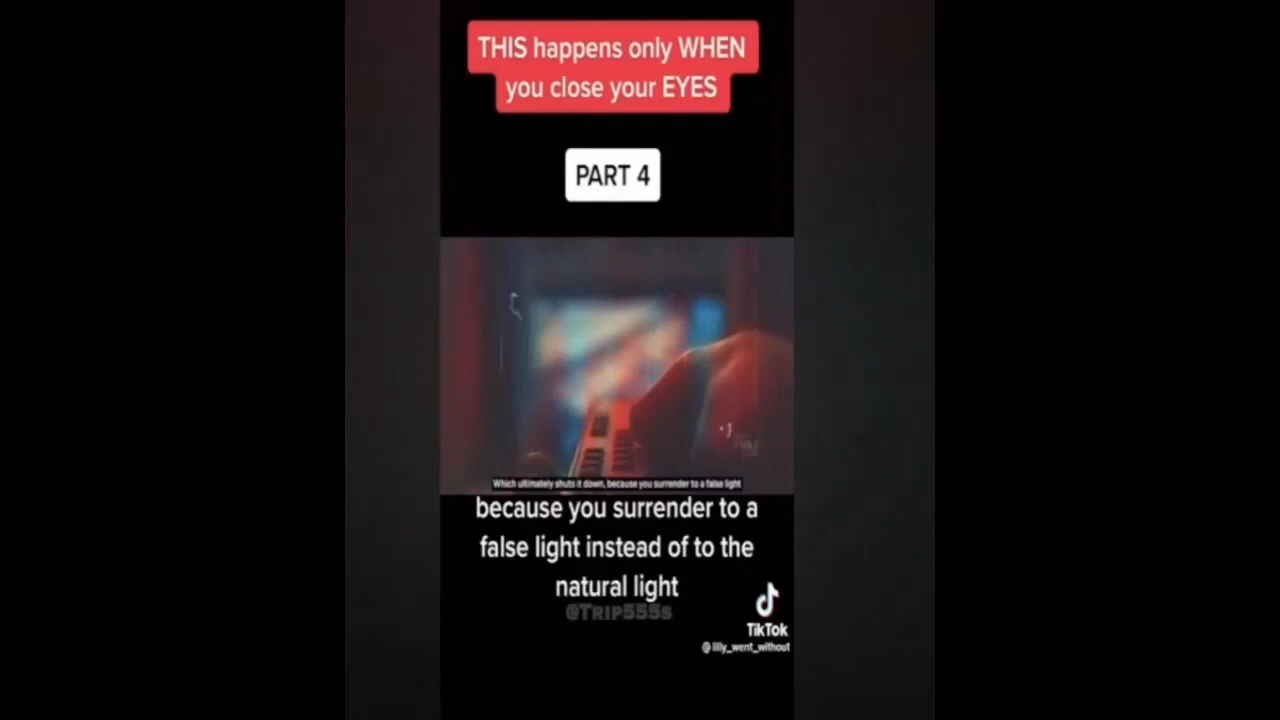 THIS happens only WHEN
you close your EYES
PART 4
Which ultimately shuts it down, because you surrender to a false light
because you surrender to a
false light instead of to the
natural light
@TRIP555s
TikTok
@lilly_went_without